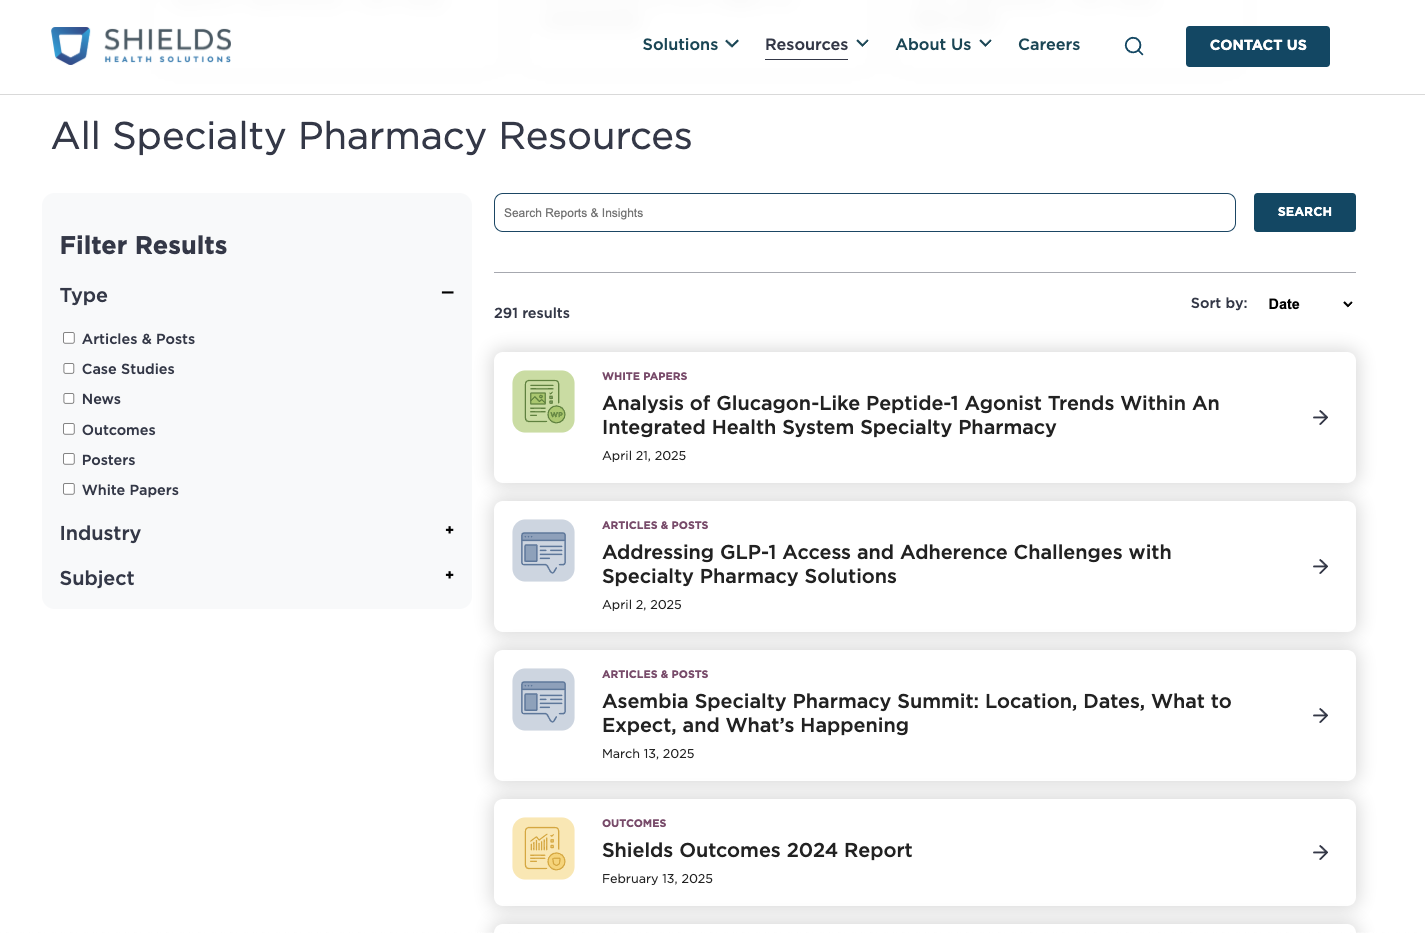 SHIELDS
HEALTH SOLUTIONS
Solutions
Resources
About Us
Careers
CONTACT US
All Specialty Pharmacy Resources
Filter Results
Type
Articles & Posts
Case Studies
News
Outcomes
Posters
White Papers
Industry
Subject
Search Reports & Insights
SEARCH
291 results
Sort by: Date
WP
WHITE PAPERS
Analysis of Glucagon-Like Peptide-1 Agonist Trends Within An
Integrated Health System Specialty Pharmacy
April 21, 2025
ARTICLES & POSTS
Addressing GLP-1 Access and Adherence Challenges with
Specialty Pharmacy Solutions
April 2, 2025
ARTICLES & POSTS
Asembia Specialty Pharmacy Summit: Location, Dates, What to
Expect, and What’s Happening
March 13, 2025
OUTCOMES
Shields Outcomes 2024 Report
February 13, 2025